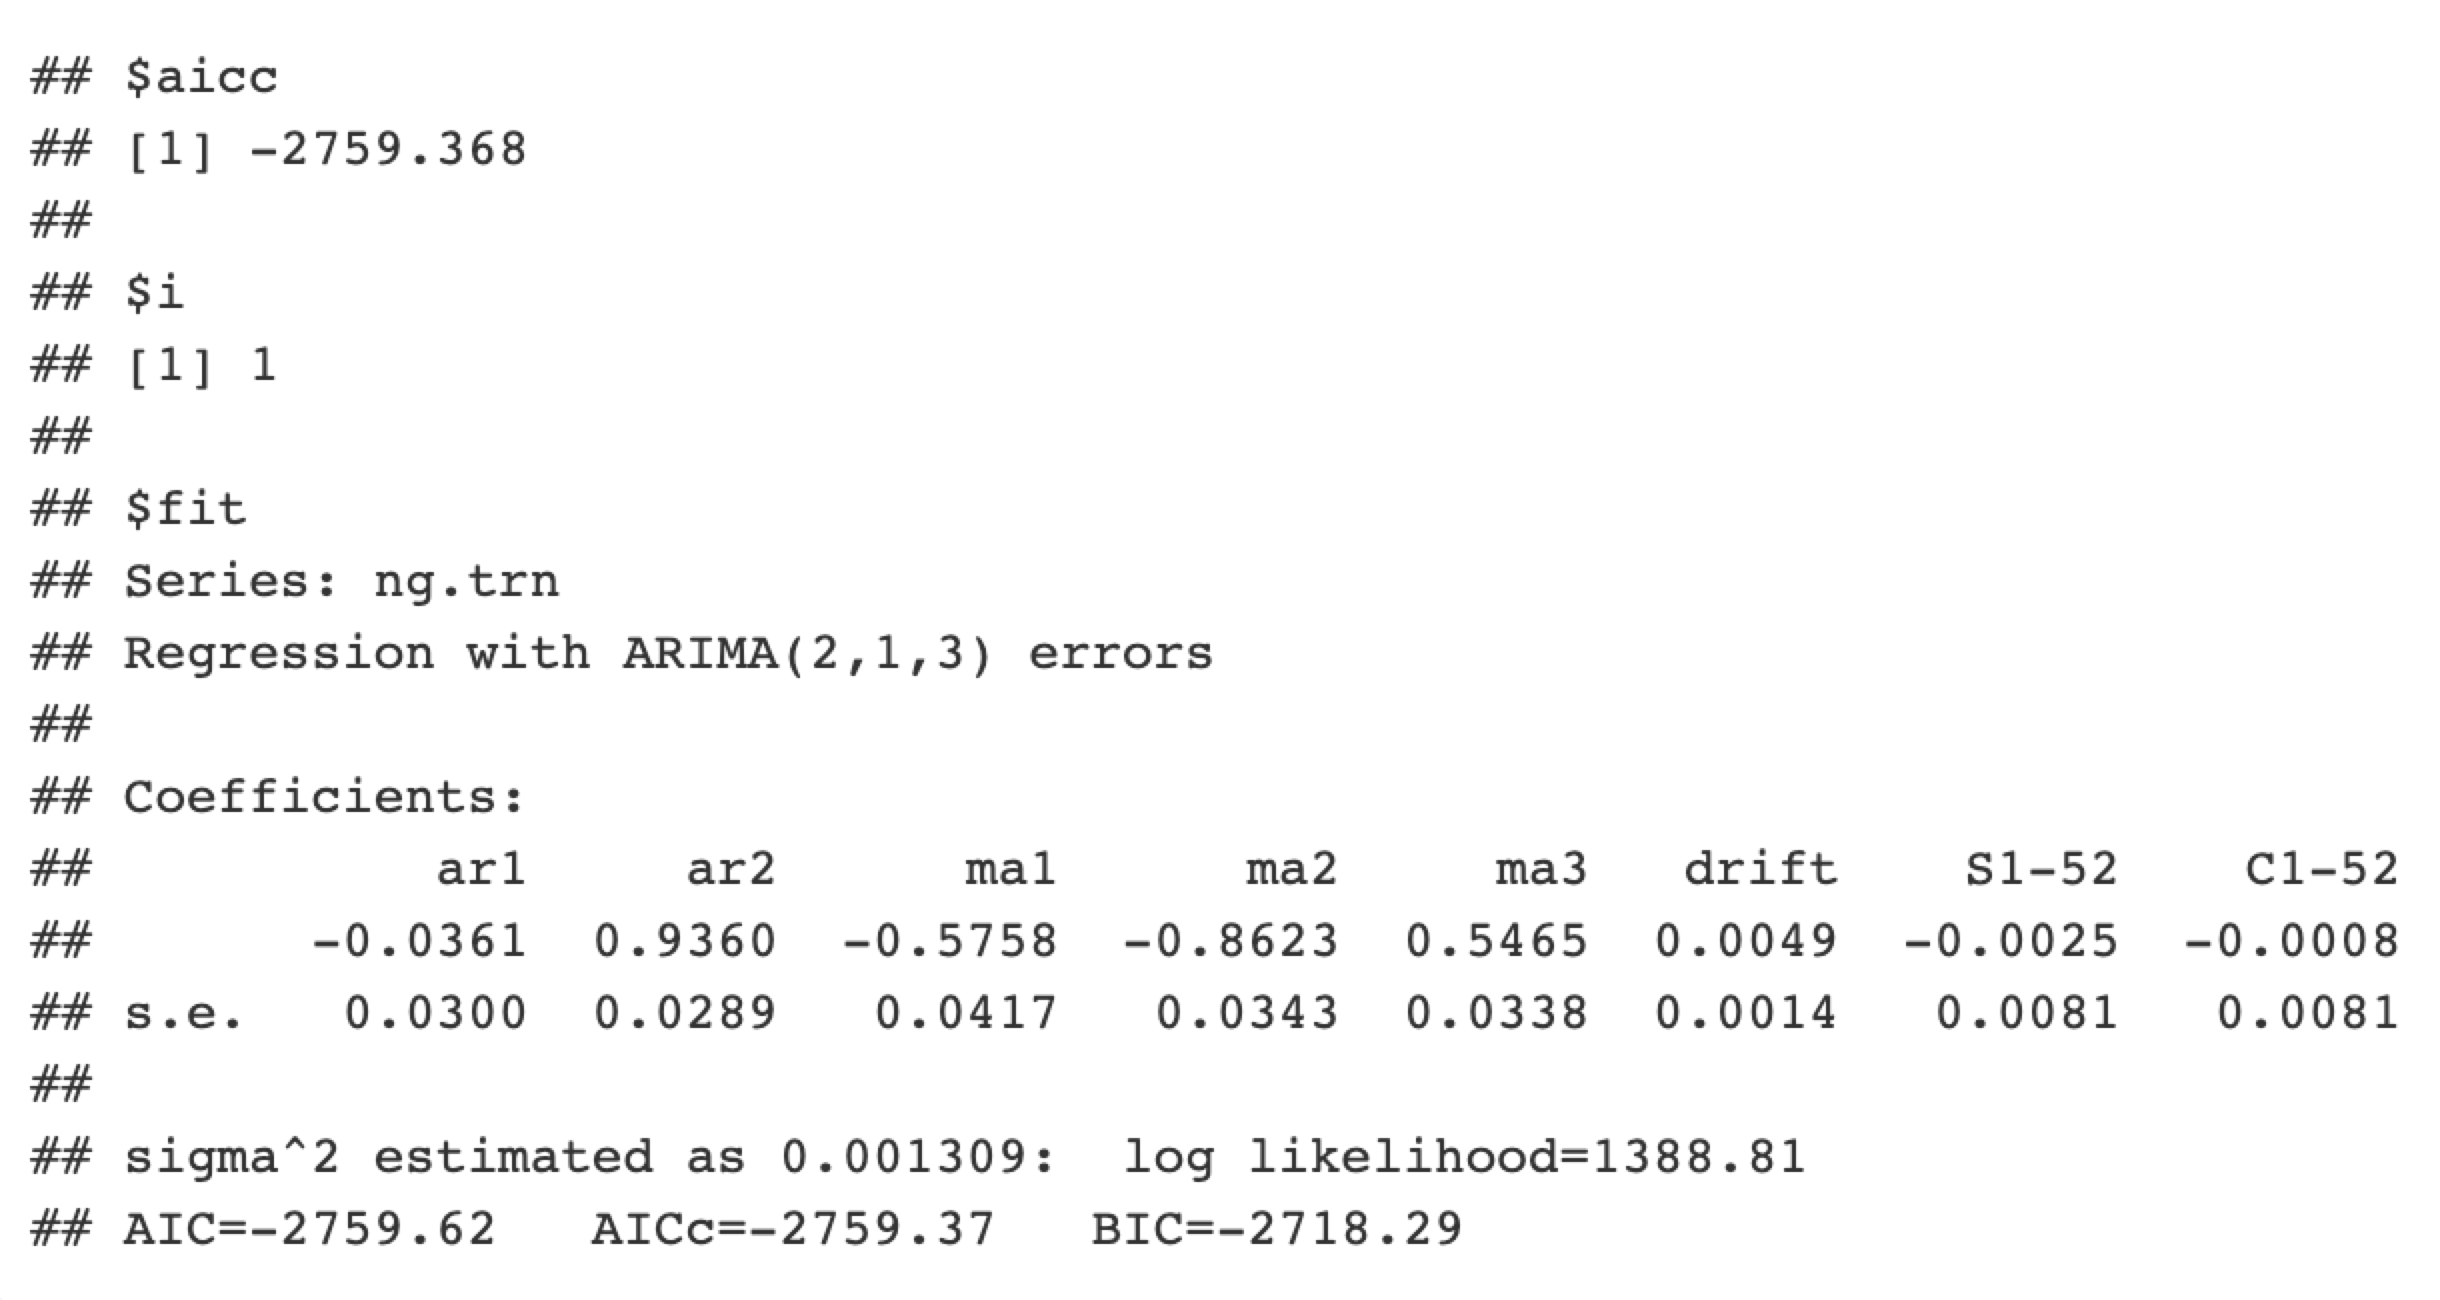 ## $aicc
## [1] -2759.368
##
## $i
## [1] 1
##
## $fit
## Series: ng.trn
## Regression with ARIMA(2,1,3) errors
##
## Coefficients:
##           ar1     ar2      ma1      ma2     ma3   drift    S1-52    C1-52
##       -0.0361  0.9360  -0.5758  -0.8623  0.5465  0.0049  -0.0025  -0.0008
## s.e.   0.0300  0.0289   0.0417   0.0343  0.0338  0.0014   0.0081   0.0081
##
## sigma^2 estimated as 0.001309:  log likelihood=1388.81
## AIC=-2759.62   AICc=-2759.37   BIC=-2718.29